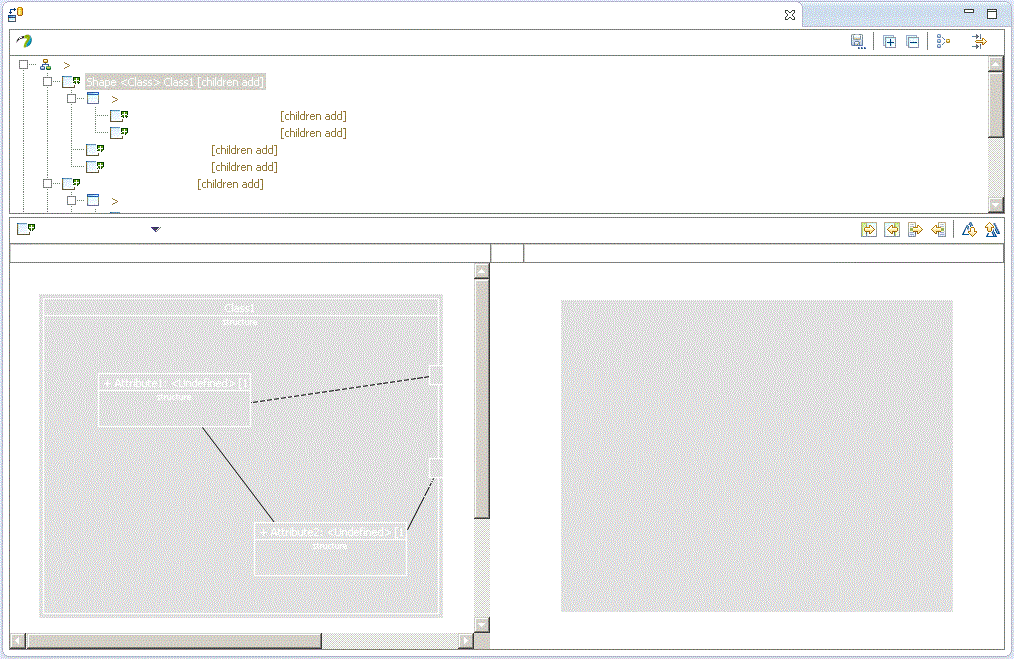 >
Shape <Class> Class1 [children add]
>
[children add]
[children add]
[children add]
[children add]
[children add]
>
Class1
structure
+ Attribute1: <Undefined> [1
structure
+ Attribute2: <Undefined> [1
structure